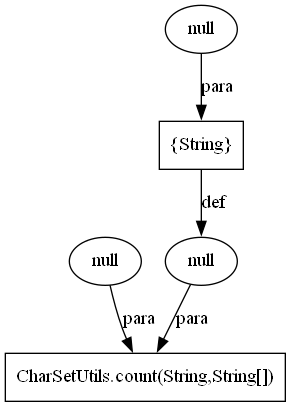 null
para
{String}
def
null
null
para
para
CharSetUtils.count(String,String[])